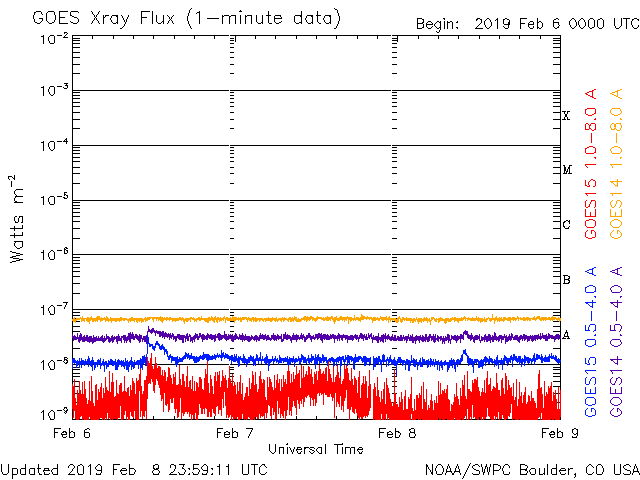 GOES Xray Flux (1-minute data)
Begin: 2019 Feb 6 0000 UTC
10⁻²
10⁻³
10⁻⁴
10⁻⁵
10⁻⁶
10⁻⁷
10⁻⁸
10⁻⁹
Watts m⁻²
X
M
C
B
A
GOES15 1.0-8.0 A
GOES14 1.0-8.0 A
GOES15 0.5-4.0 A
GOES14 0.5-4.0 A
Feb 6
Feb 7
Feb 8
Feb 9
Universal Time
Updated 2019 Feb 8 23:59:11 UTC
NOAA/SWPC Boulder, CO USA